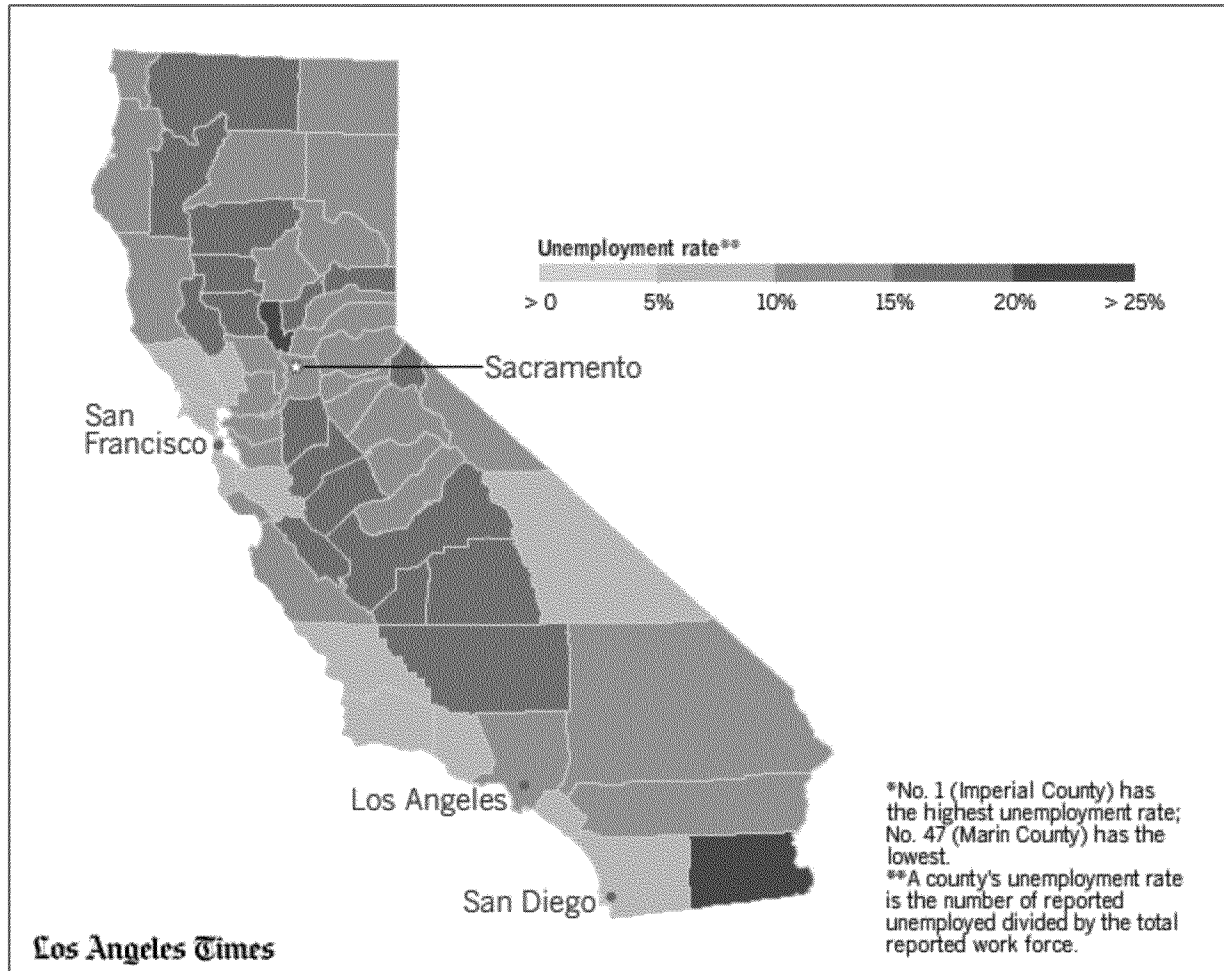 Unemployment rate**
> 0 5% 10% 15% 20% > 25%
Sacramento
San
Francisco
Los Angeles
San Diego
*No. 1 (Imperial County) has
the highest unemployment rate;
No. 47 (Marin County) has the
lowest.
**A county's unemployment rate
is the number of reported
unemployed divided by the total
reported work force.
Los Angeles Times